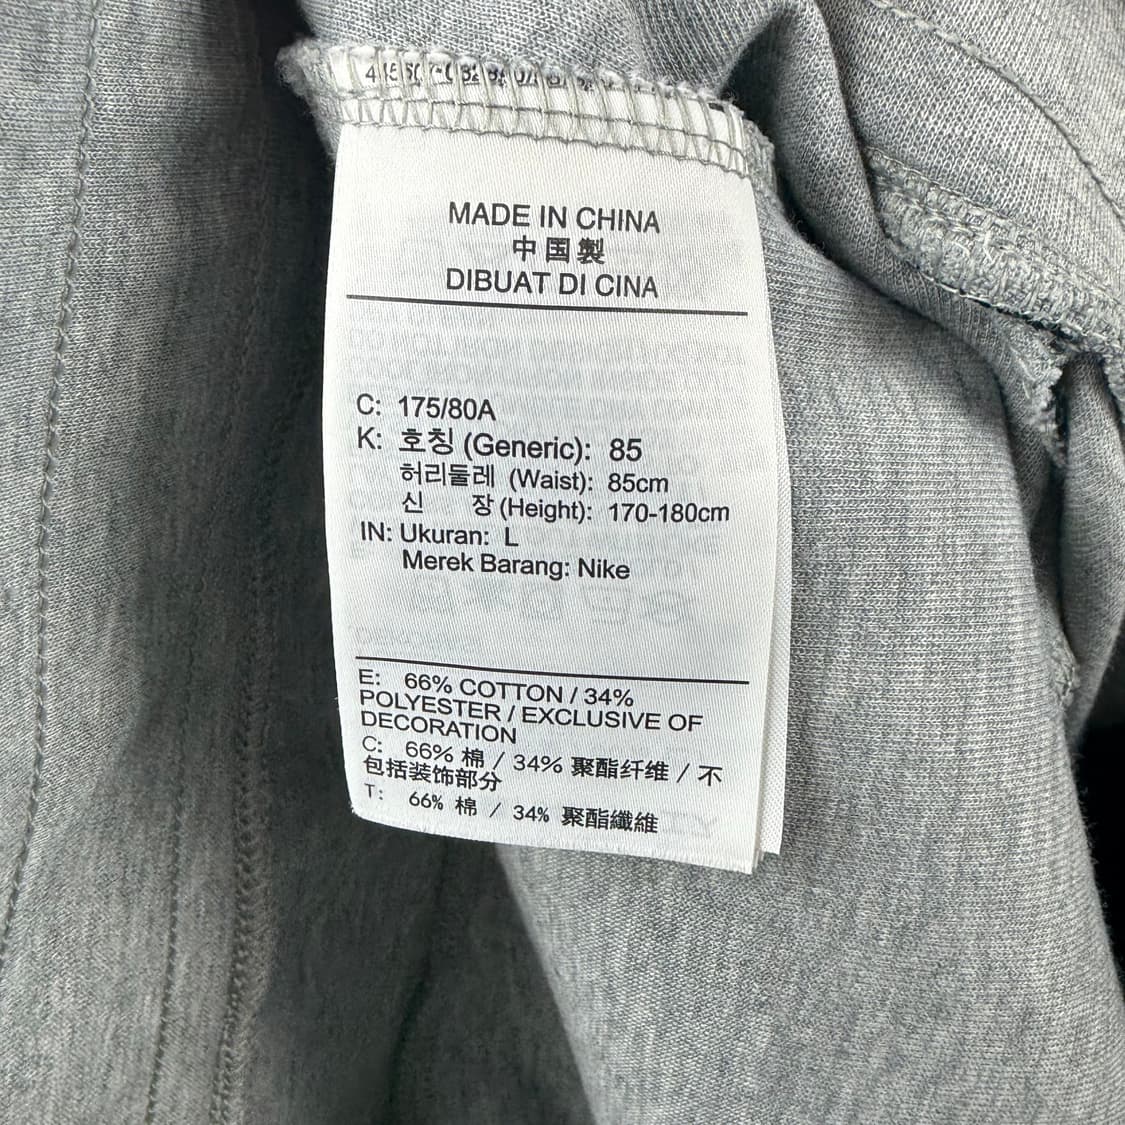 MADE IN CHINA
中国製
DIBUAT DI CINA
C: 175/80A
K: 호칭 (Generic): 85
허리둘레 (Waist): 85cm
신 장 (Height): 170-180cm
IN: Ukuran: L
Merek Barang: Nike
E: 66% COTTON / 34%
POLYESTER / EXCLUSIVE OF
DECORATION
C: 66% 棉 / 34% 聚酯纤维 / 不
包括装饰部分
T: 66% 棉 / 34% 聚酯纖維